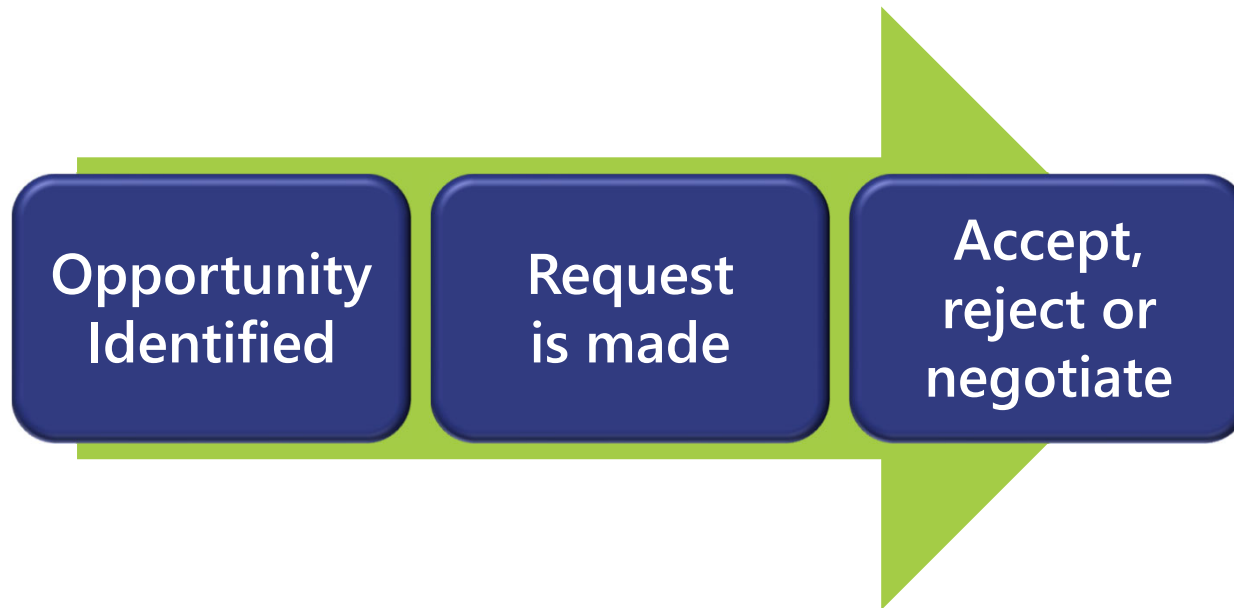 Opportunity
Identified
Request
is made
Accept,
reject or
negotiate